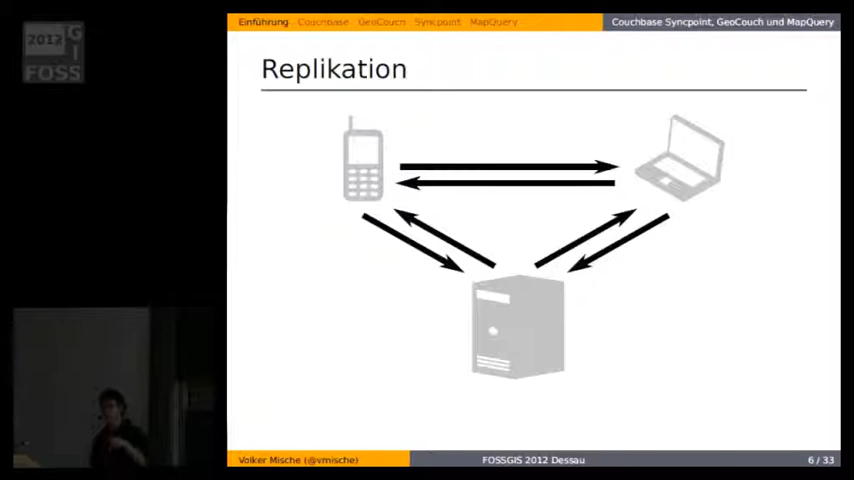 2012
GI
FOSS
Einführung Couchbase GeoCouch Syncpoint MapQuery
Couchbase Syncpoint, GeoCouch und MapQuery
Replikation
Volker Mische (@vmische)
FOSSGIS 2012 Dessau
6 / 33